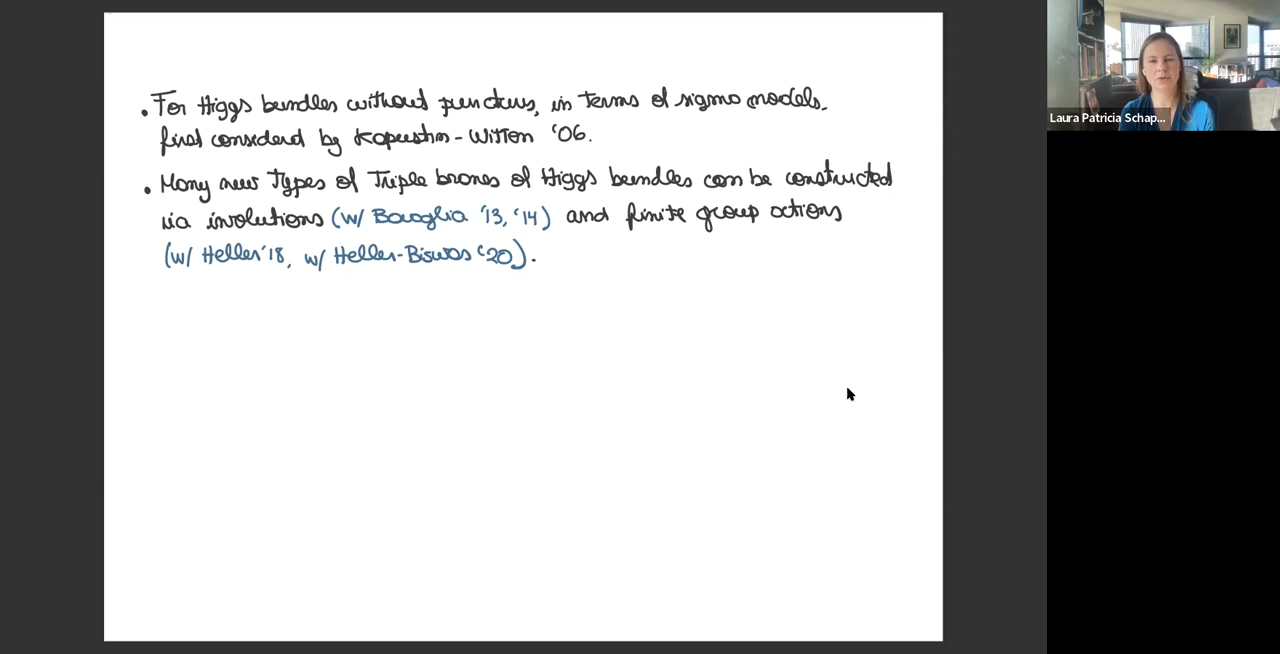 • For Higgs bundles without punctures, in terms of sigma models.
first considered by Kapustin-Witten '06.
• Many new types of Triple branes of Higgs bundles can be constructed
via involutions (w/ Baraglia '13, '14) and finite group actions
(w/ Heller '18, w/ Heller-Biswas '20).
Laura Patricia Schap...